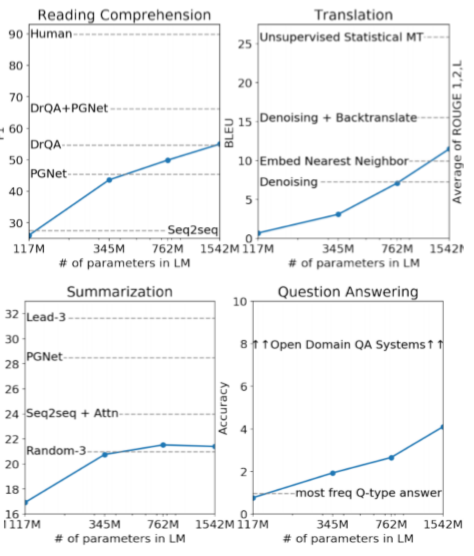 Reading Comprehension
90
80
70
60
50
40
30
Human
DrQA+PGNet
DrQA
PGNet
Seq2seq
117M 345M 762M 1542M
# of parameters in LM
Translation
BLEU
25
20
15
10
5
0
Unsupervised Statistical MT
Denoising + Backtranslate
Embed Nearest Neighbor
Denoising
117M 345M 762M 1542M
# of parameters in LM
Average of ROUGE 1,2,L
Summarization
32
30
28
26
24
22
20
18
16
Lead-3
PGNet
Seq2seq + Attn
Random-3
117M 345M 762M 1542M
# of parameters in LM
Question Answering
Accuracy
10
8
6
4
2
0
↑↑Open Domain QA Systems↑↑
most freq Q-type answer
117M 345M 762M 1542M
# of parameters in LM